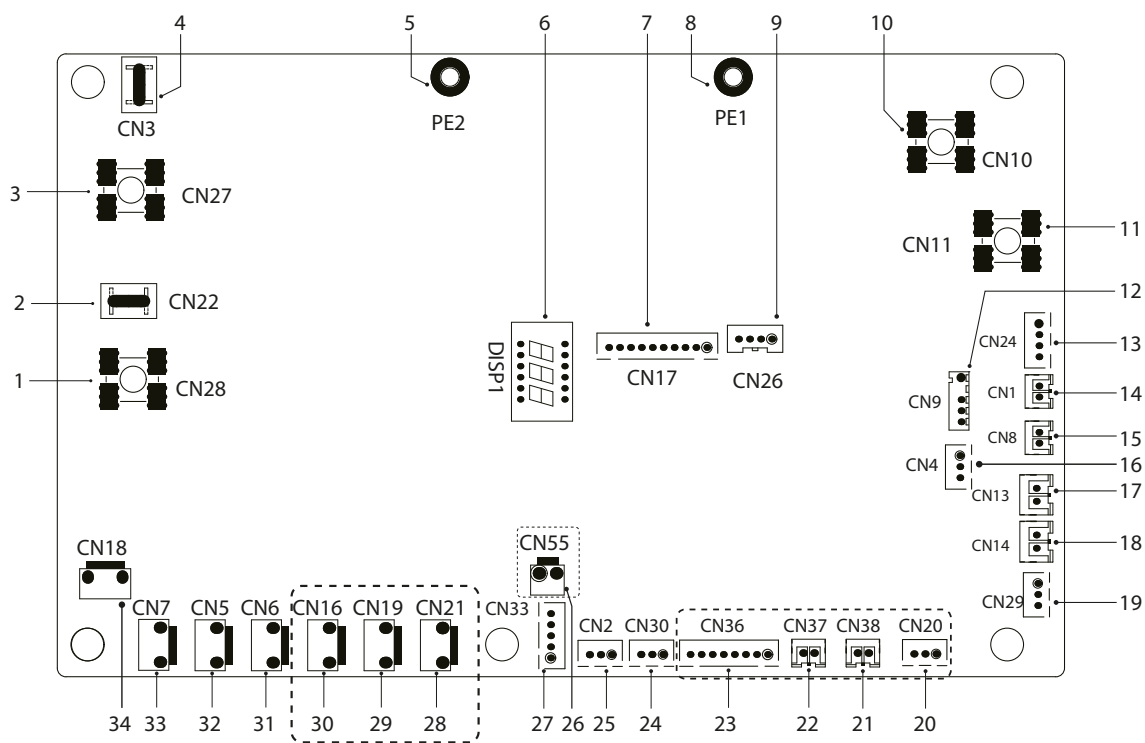 4 5 6 7 8 9 10
CN3
PE2
PE1
CN10
3 CN27
CN11 11
2 CN22
12
DISP1
CN17
CN26
CN24 13
1 CN28
CN9
CN1 14
CN8 15
CN4 16
CN13 17
CN18
CN55
CN14 18
CN7 CN5 CN6 CN16 CN19 CN21 CN33 CN2 CN30 CN36 CN37 CN38 CN20
CN29 19
34 33 32 31 30 29 28 27 26 25 24 23 22 21 20